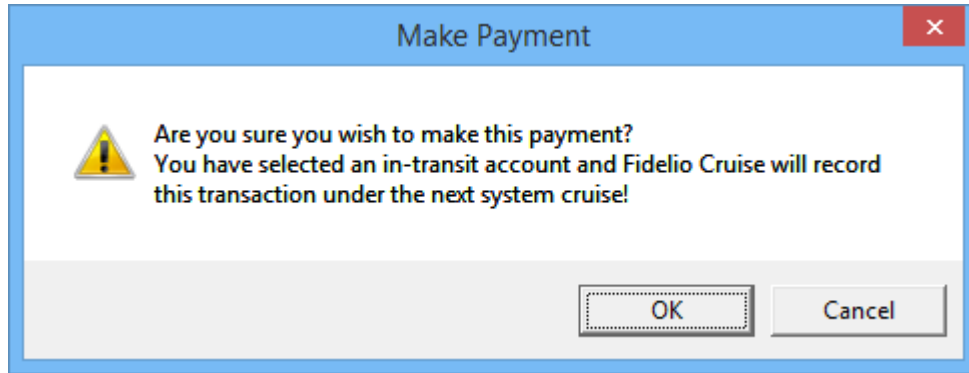 Make Payment
Are you sure you wish to make this payment?
You have selected an in-transit account and Fidelio Cruise will record
this transaction under the next system cruise!
OK
Cancel